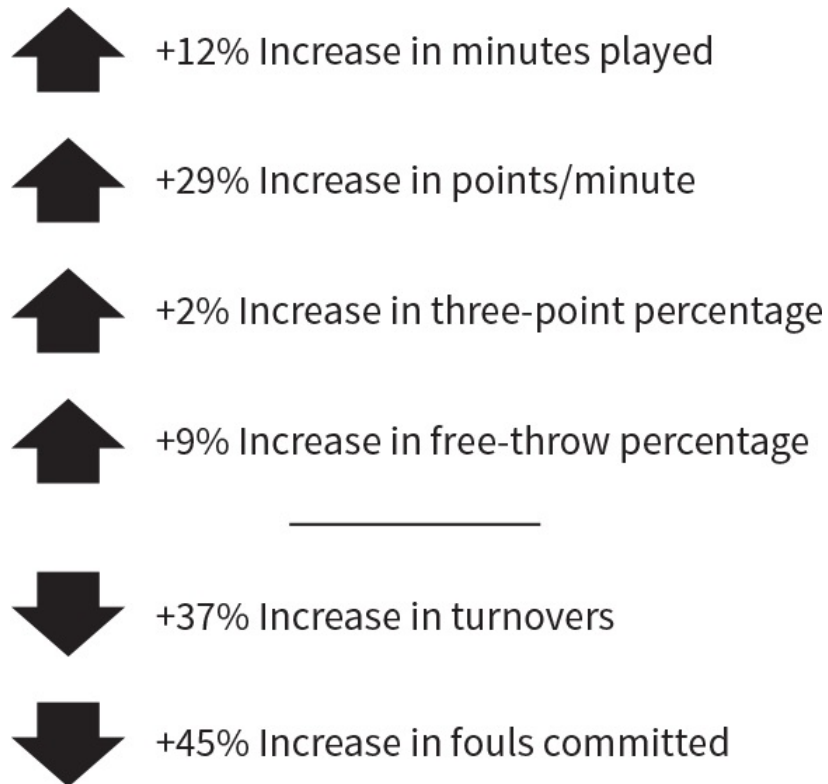 +12% Increase in minutes played
+29% Increase in points/minute
+2% Increase in three-point percentage
+9% Increase in free-throw percentage
+37% Increase in turnovers
+45% Increase in fouls committed